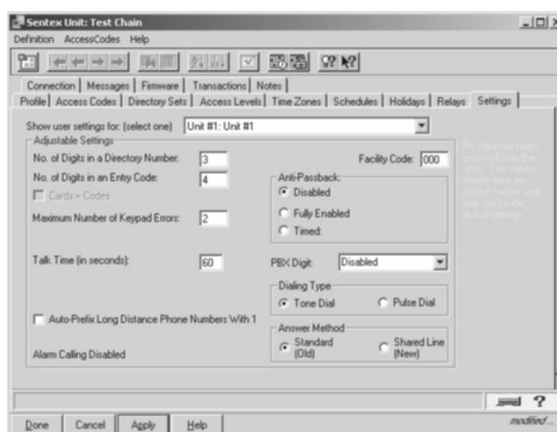 Sentex Unit: Test Chain
Definition AccessCodes Help
Connection Messages Firmware Transactions Notes
Profile Access Codes Directory Sets Access Levels Time Zones Schedules Holidays Relays Settings
Show user settings for: (select one) Unit #1: Unit #1
Adjustable Settings
No. of Digits in a Directory Number: 3 Facility Code: 000
No. of Digits in an Entry Code: 4
Cards = Codes
Anti-Passback:
Disabled
Fully Enabled
Timed:
Maximum Number of Keypad Errors: 2
Talk Time (in seconds): 60 PBX Digit: Disabled
Dialing Type
Tone Dial Pulse Dial
Auto-Prefix Long Distance Phone Numbers With 1
Answer Method
Standard (Old) Shared Line (New)
Alarm Calling Disabled
Done Cancel Apply Help modified...